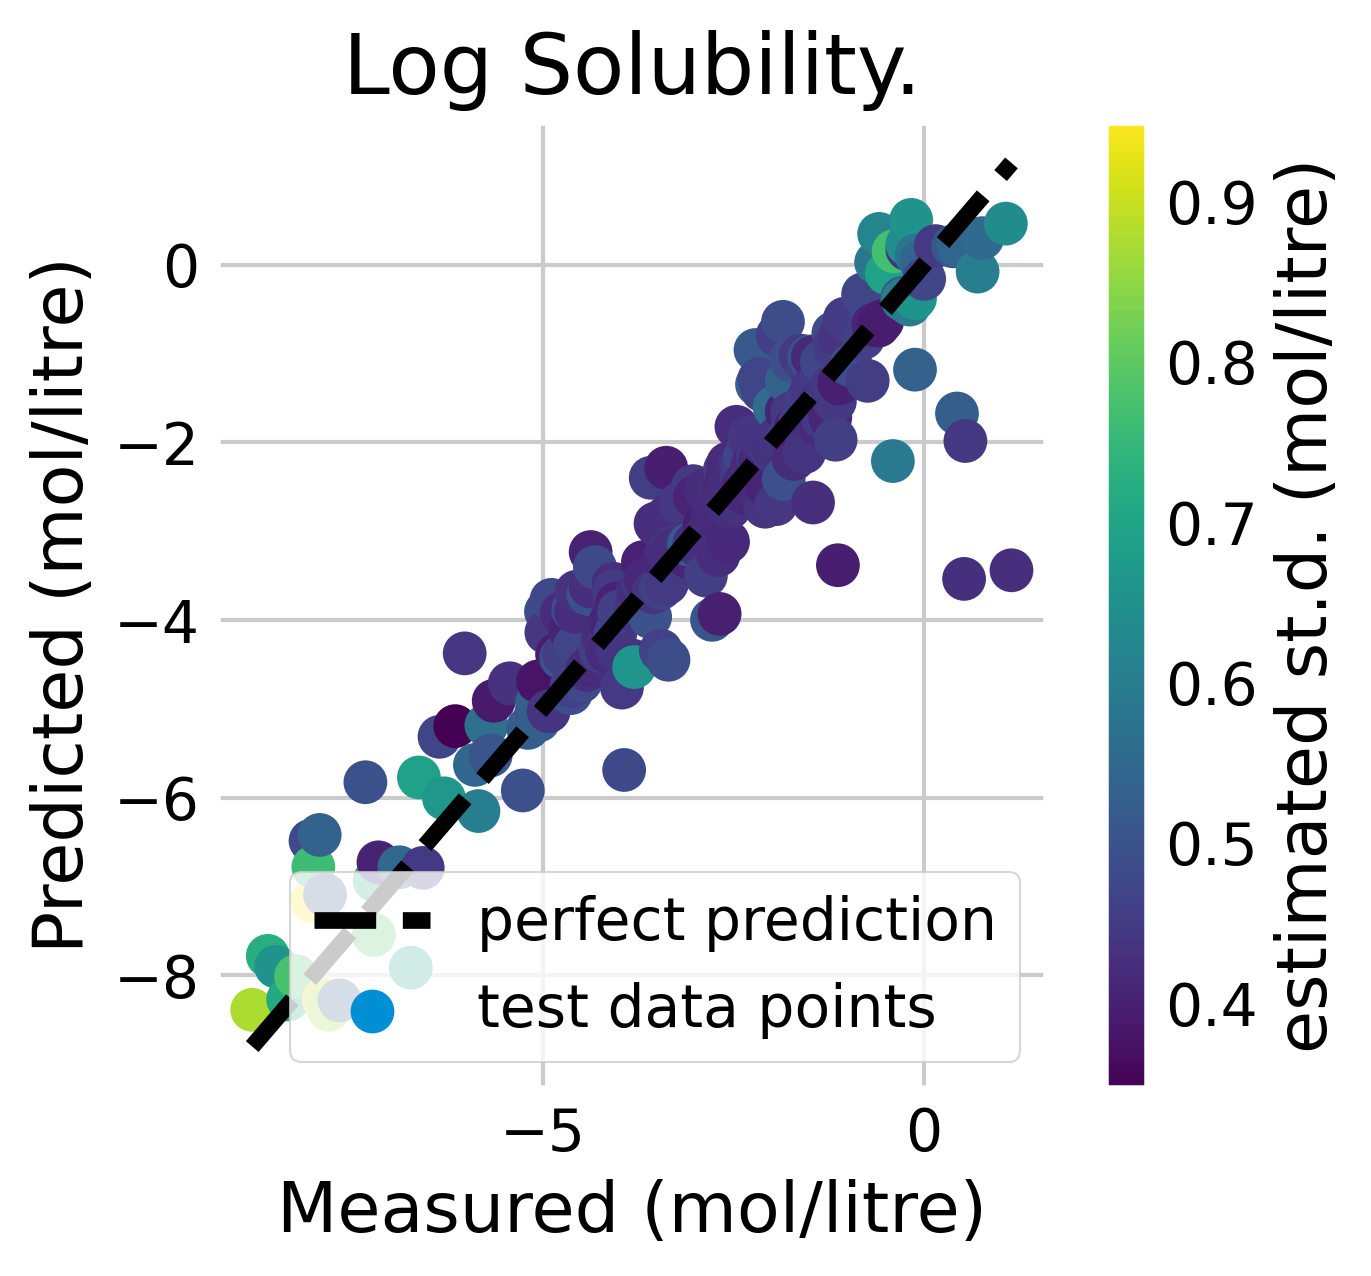 Log Solubility.
Predicted (mol/litre)
0
−2
−4
−6
−8
perfect prediction
test data points
−5
0
Measured (mol/litre)
0.9
0.8
0.7
0.6
0.5
0.4
estimated st.d. (mol/litre)